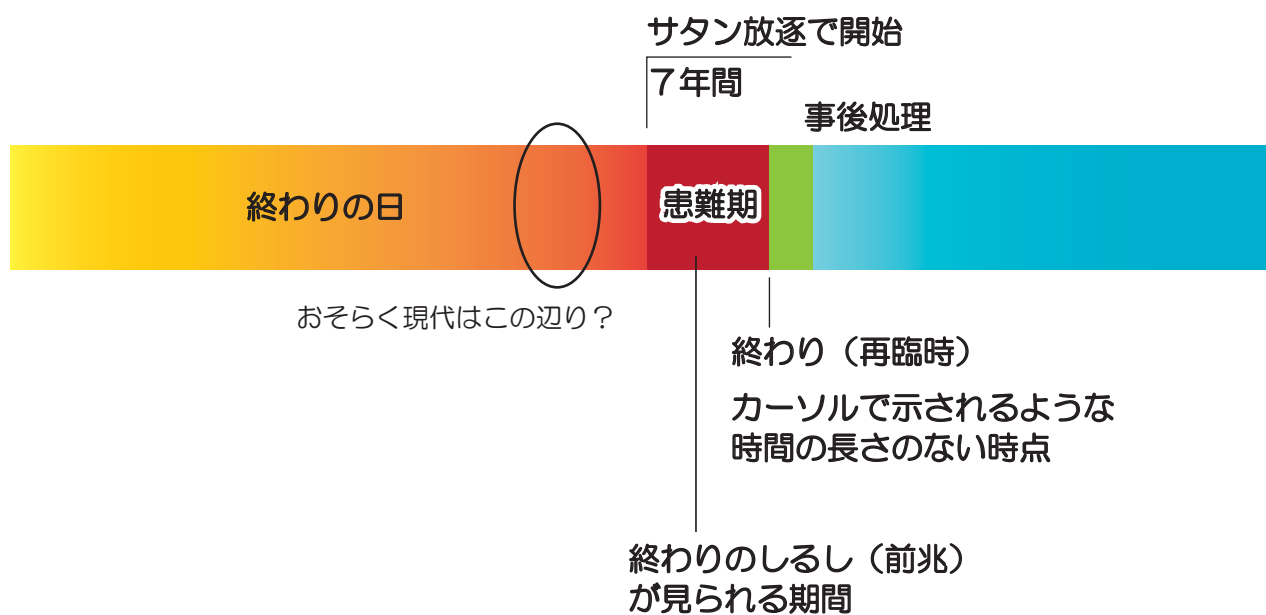 サタン放逐で開始
７年間
事後処理
終わりの日
患難期
おそらく現代はこの辺り？
終わり（再臨時）
カーソルで示されるような
時間の長さのない時点
終わりのしるし（前兆）
が見られる期間